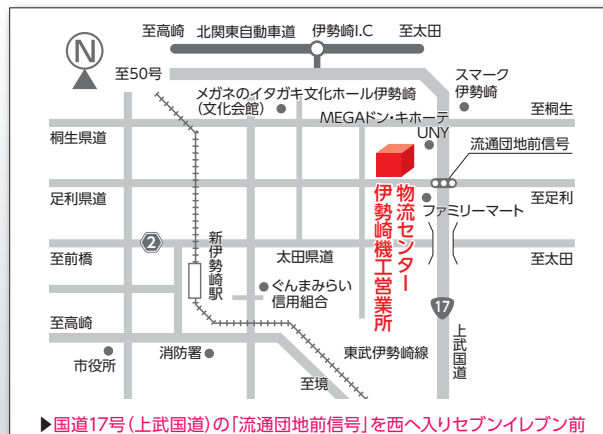 至高崎 北関東自動車道 伊勢崎I.C 至太田
N
至50号
スマーク
伊勢崎
メガネのイタガキ文化ホール伊勢崎
(文化会館)
至桐生
MEGAドン・キホーテ
UNY
桐生県道
流通団地前信号
足利県道
至足利
ファミリーマート
物流センター
伊勢崎機工営業所
2
新伊勢崎駅
太田県道
至前橋
至太田
ぐんまみらい
信用組合
17
至高崎
上武国道
市役所
消防署
東武伊勢崎線
至境
▶国道17号(上武国道)の「流通団地前信号」を西へ入りセブンイレブン前